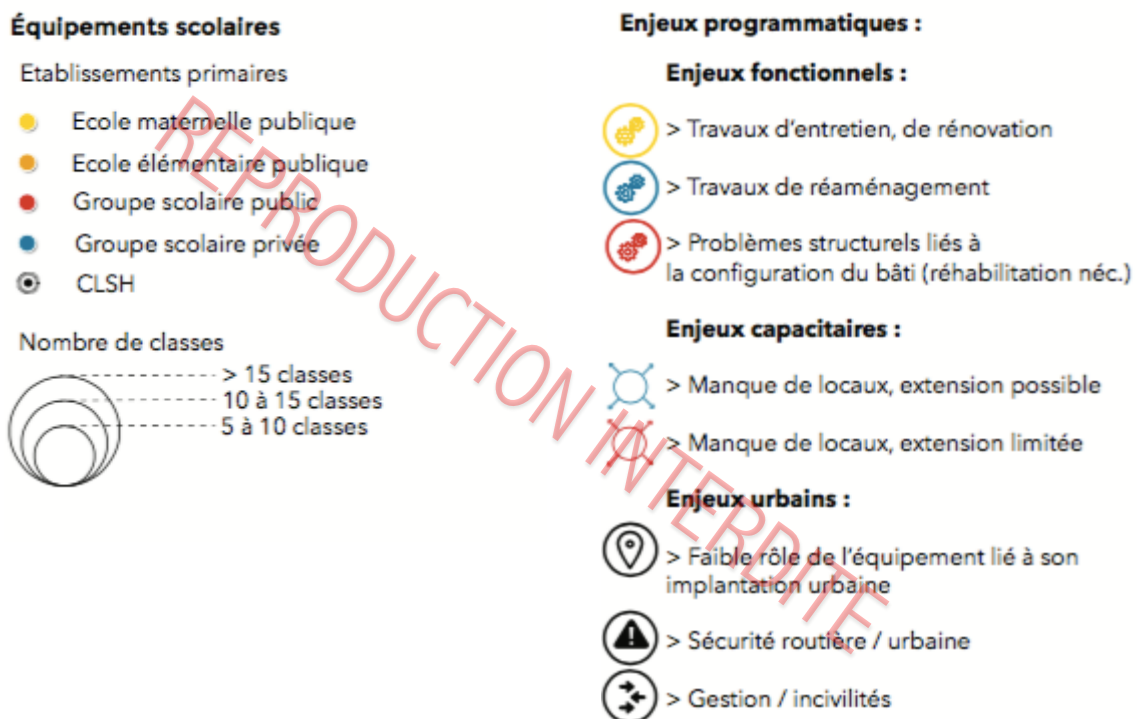 Équipements scolaires
Etablissements primaires
Ecole maternelle publique
Ecole élémentaire publique
Groupe scolaire public
Groupe scolaire privée
CLSH
Nombre de classes
> 15 classes
10 à 15 classes
5 à 10 classes
Enjeux programmatiques :
Enjeux fonctionnels :
> Travaux d'entretien, de rénovation
> Travaux de réaménagement
> Problèmes structurels liés à
la configuration du bâti (réhabilitation néc.)
Enjeux capacitaires :
> Manque de locaux, extension possible
> Manque de locaux, extension limitée
Enjeux urbains :
> Faible rôle de l'équipement lié à son
implantation urbaine
> Sécurité routière / urbaine
> Gestion / incivilités
REPRODUCTION INTERDITE